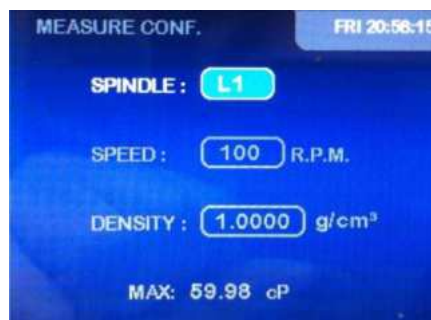 MEASURE CONF.
FRI 20:56:15
SPINDLE : L1
SPEED : 100 R.P.M.
DENSITY : 1.0000 g/cm³
MAX: 59.98 cP